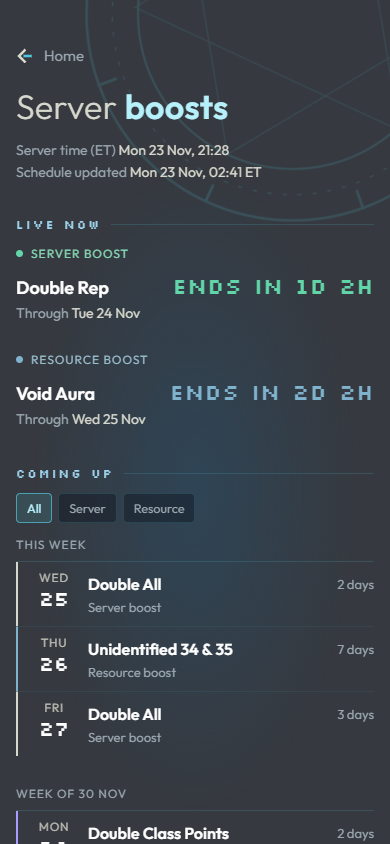 Home
Server boosts
Server time (ET) Mon 23 Nov, 21:28
Schedule updated Mon 23 Nov, 02:41 ET
LIVE NOW
SERVER BOOST
Double Rep ENDS IN 1D 2H
Through Tue 24 Nov
RESOURCE BOOST
Void Aura ENDS IN 2D 2H
Through Wed 25 Nov
COMING UP
All Server Resource
THIS WEEK
WED
25 Double All 2 days
Server boost
THU
26 Unidentified 34 & 35 7 days
Resource boost
FRI
27 Double All 3 days
Server boost
WEEK OF 30 NOV
MON
Double Class Points 2 days